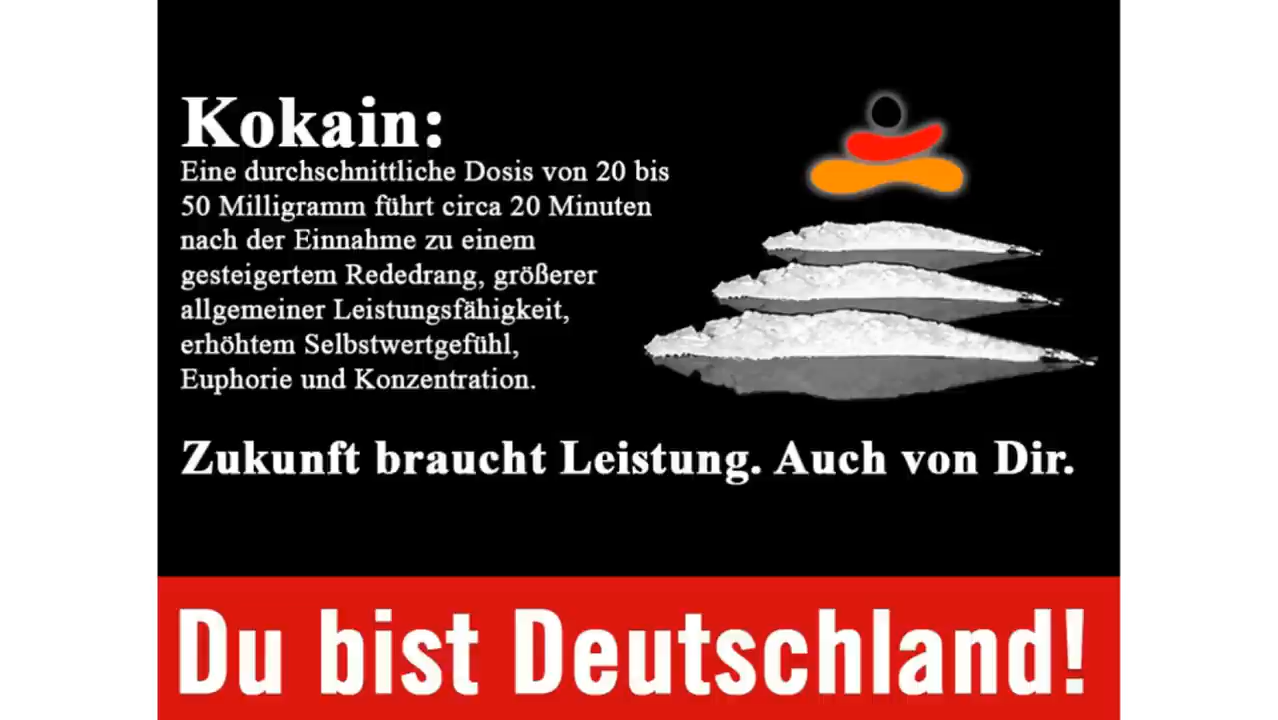 Kokain:
Eine durchschnittliche Dosis von 20 bis
50 Milligramm führt circa 20 Minuten
nach der Einnahme zu einem
gesteigertem Rededrang, größerer
allgemeiner Leistungsfähigkeit,
erhöhtem Selbstwertgefühl,
Euphorie und Konzentration.
Zukunft braucht Leistung. Auch von Dir.
Du bist Deutschland!